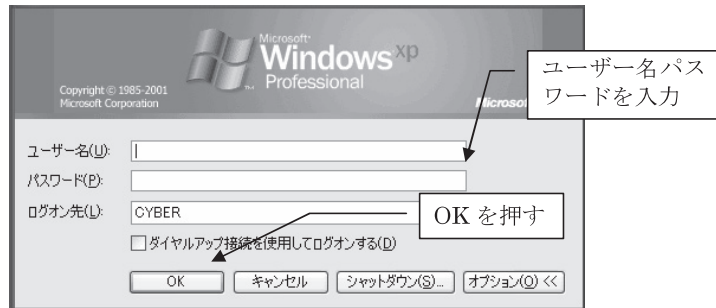 Microsoft
Windows xp
Professional
Copyright © 1985-2001
Microsoft Corporation
ユーザー名パス
ワードを入力
ユーザー名(U):
パスワード(P):
ログオン先(L): CYBER
OK を押す
ダイヤルアップ接続を使用してログオンする(D)
OK キャンセル シャットダウン(S)... オプション(O) <<